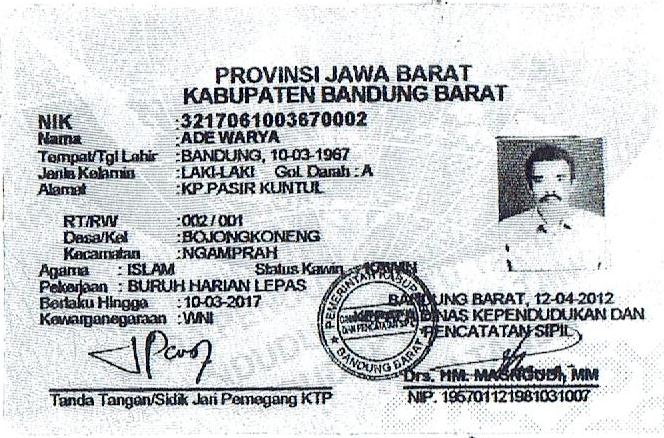 PROVINSI JAWA BARAT
KABUPATEN BANDUNG BARAT
NIK :3217061003670002
Nama :ADE WARYA
Tempat/Tgl Lahir :BANDUNG, 10-03-1967
Jenis Kelamin :LAKI-LAKI Gol. Darah : A
Alamat :KP.PASIR KUNTUL
RT/RW :002 / 001
Desa/Kel :BOJONGKONENG
Kecamatan :NGAMPRAH
Agama : ISLAM Status Kawin : KAWIN
Pekerjaan : BURUH HARIAN LEPAS
Berlaku Hingga : 10-03-2017
Kewarganegaraan : WNI
BANDUNG BARAT, 12-04-2012
DINAS KEPENDUDUKAN DAN
PENCATATAN SIPIL
PEMERINTAH KABUPATEN
DAN PENCATATAN SIPIL
BANDUNG BARAT
Drs. HM. MASRGUDI, MM
NIP. 195701121981031007
Tanda Tangan/Sidik Jari Pemegang KTP